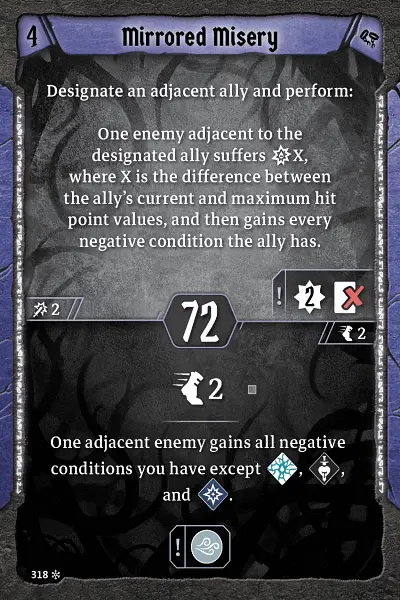 4
Mirrored Misery
Designate an adjacent ally and perform:
One enemy adjacent to the
designated ally suffers X,
where X is the difference between
the ally's current and maximum hit
point values, and then gains every
negative condition the ally has.
! 2
2
72
2
2
One adjacent enemy gains all negative
conditions you have except , ,
and .
!
318